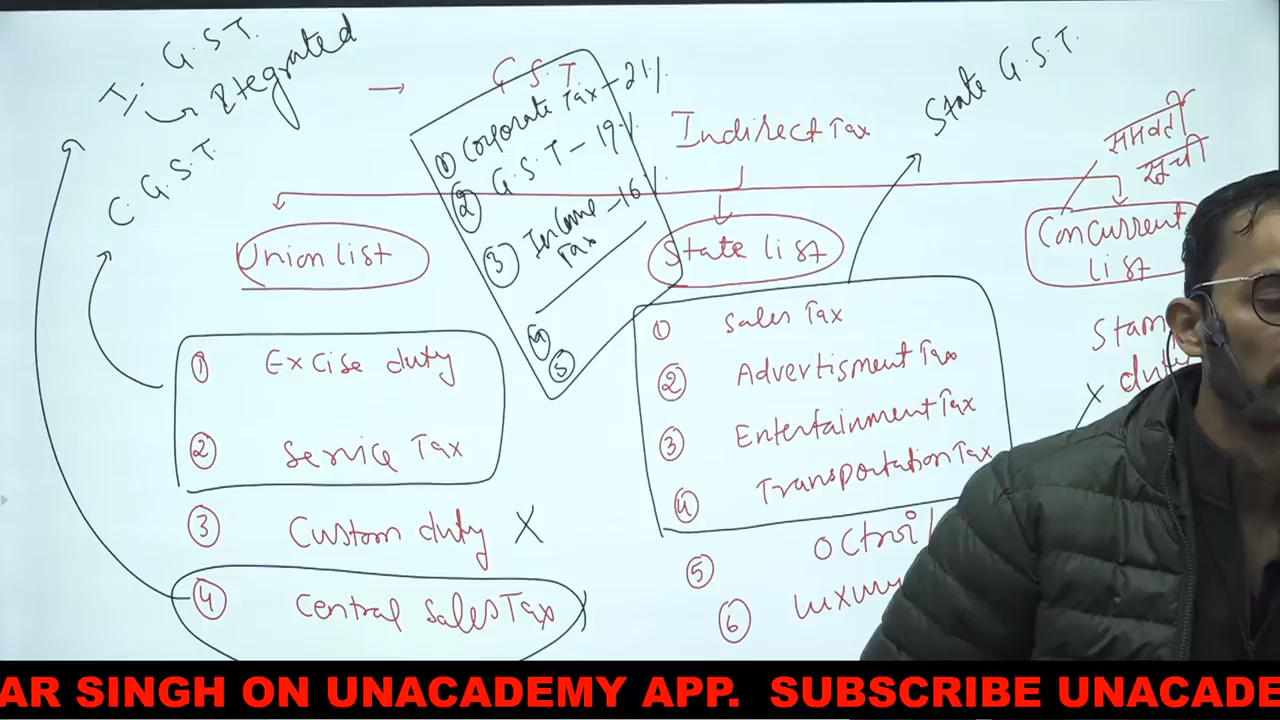 I. G.S.T.
Integrated
C. G.S.T
→ G.S.T
① Corporate Tax - 21%
② G.S.T - 19%
③ Income Tax - 16%
④
⑤
Indirect Tax
State G.S.T.
समवर्ती
सूची
Union list
State list
Concurrent
list
① Excise duty
② Service Tax
③ Custom duty X
④ Central Sales Tax
① Sales Tax
② Advertisment Tax
③ Entertainment Tax
④ Transportation Tax
⑤ Octroi
⑥ Luxury
X
AR SINGH ON UNACADEMY APP. SUBSCRIBE UNACADE